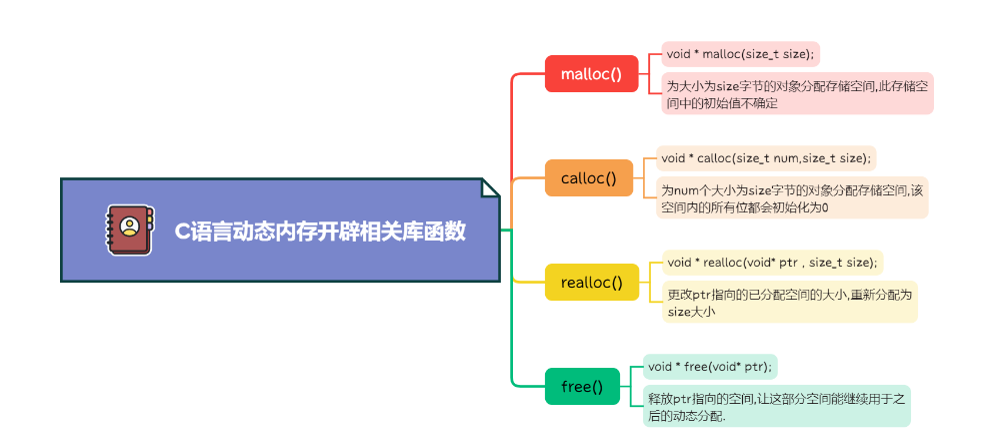 C语言动态内存开辟相关库函数
malloc()
void * malloc(size_t size);
为大小为size字节的对象分配存储空间,此存储空
间中的初始值不确定
calloc()
void * calloc(size_t num,size_t size);
为num个大小为size字节的对象分配存储空间,该
空间内的所有位都会初始化为0
realloc()
void * realloc(void* ptr , size_t size);
更改ptr指向的已分配空间的大小,重新分配为
size大小
free()
void * free(void* ptr);
释放ptr指向的空间,让这部分空间能继续用于之
后的动态分配.